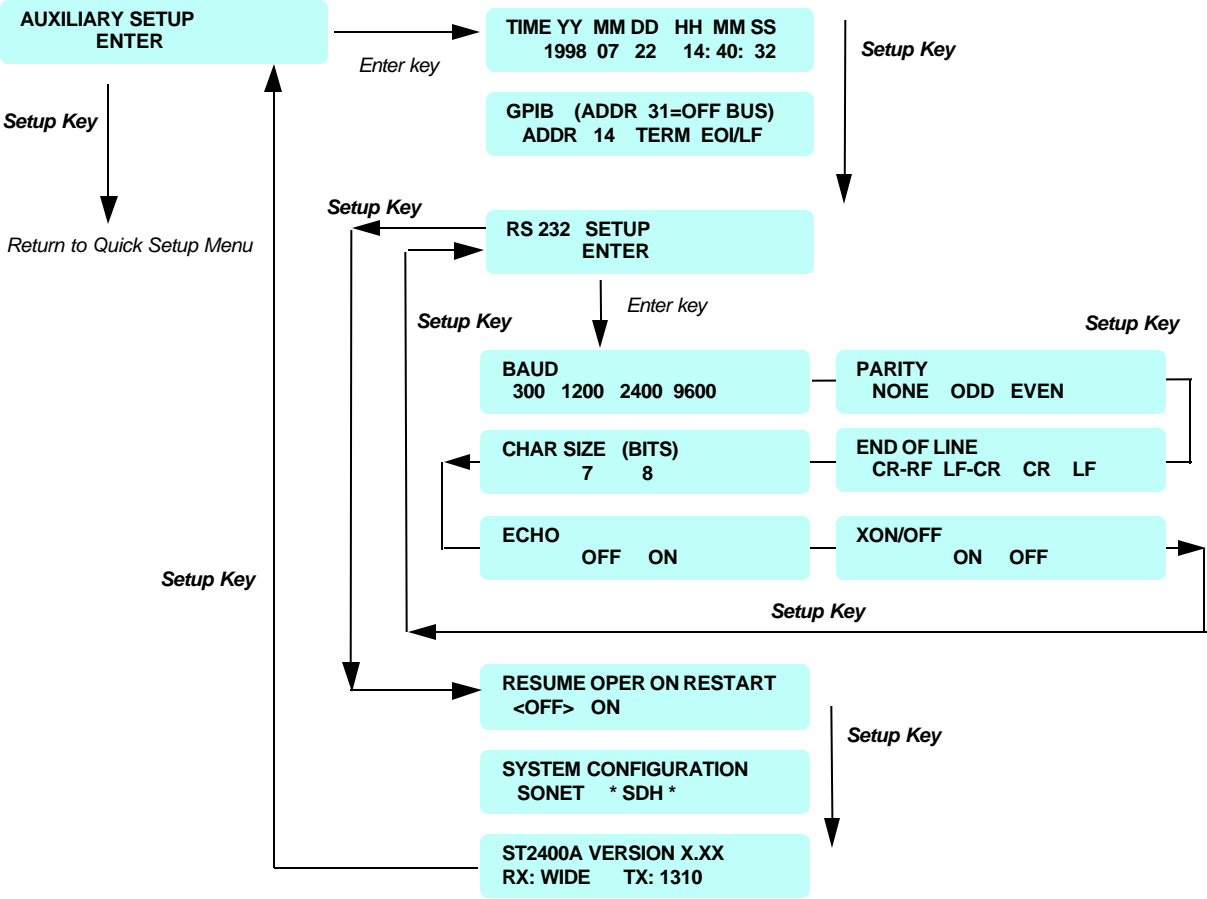 AUXILIARY SETUP
ENTER
Enter key
TIME YY MM DD HH MM SS
1998 07 22 14: 40: 32
Setup Key
GPIB (ADDR 31=OFF BUS)
ADDR 14 TERM EOI/LF
Setup Key
Return to Quick Setup Menu
Setup Key
RS 232 SETUP
ENTER
Enter key
Setup Key
Setup Key
BAUD
300 1200 2400 9600
PARITY
NONE ODD EVEN
CHAR SIZE (BITS)
7 8
END OF LINE
CR-RF LF-CR CR LF
ECHO
OFF ON
XON/OFF
ON OFF
Setup Key
Setup Key
RESUME OPER ON RESTART
<OFF> ON
Setup Key
SYSTEM CONFIGURATION
SONET * SDH *
ST2400A VERSION X.XX
RX: WIDE TX: 1310